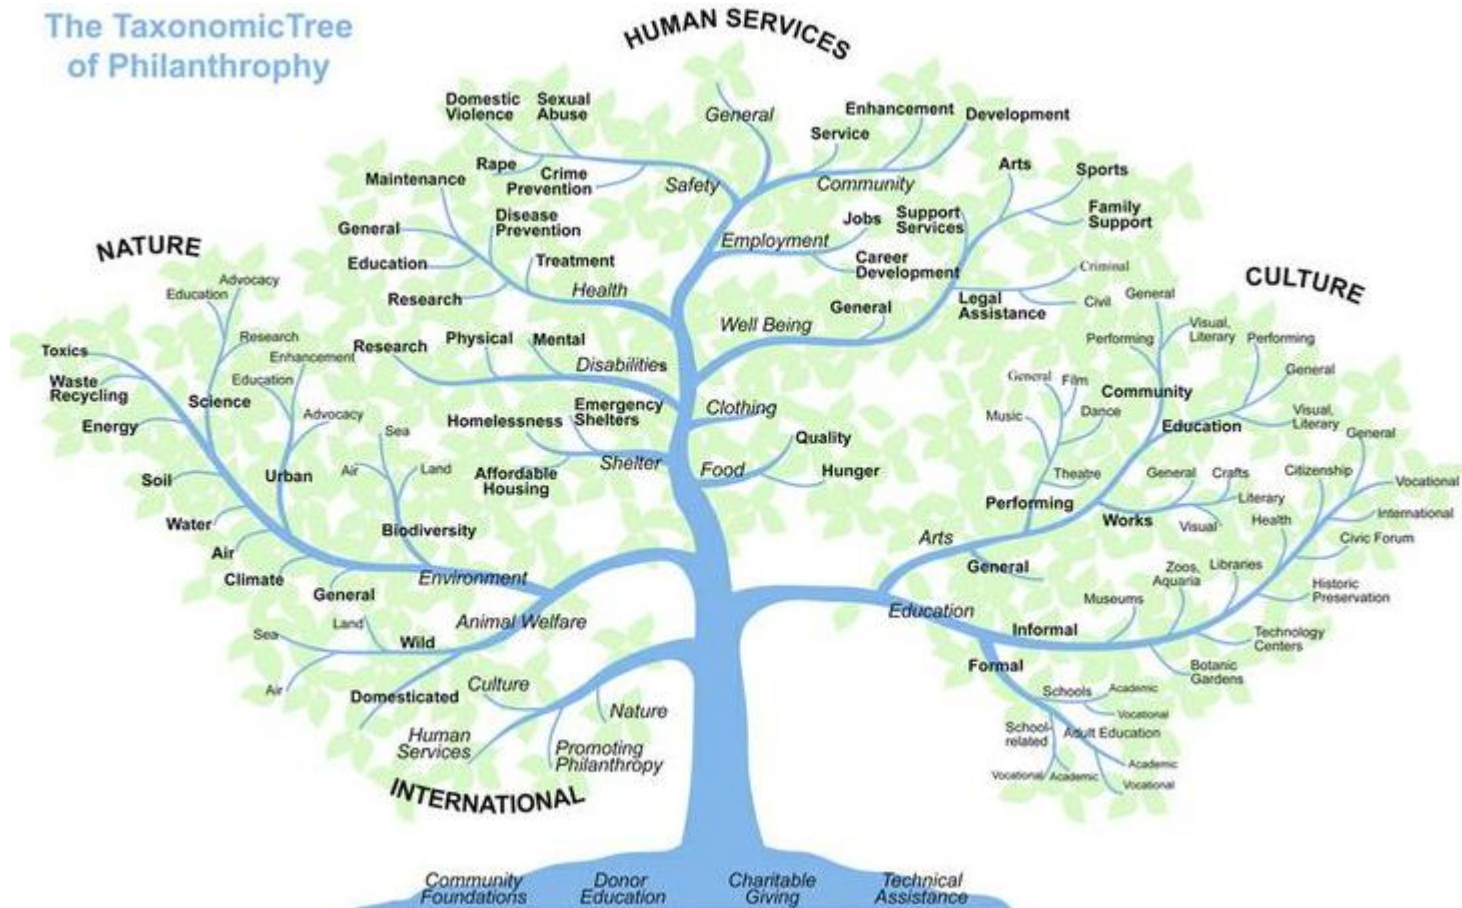 The TaxonomicTree
of Philanthrophy
HUMAN SERVICES
General
Domestic
Violence
Sexual
Abuse
Rape
Crime
Prevention
Safety
Enhancement
Development
Service
Community
Maintenance
General
Education
Research
Disease
Prevention
Treatment
Health
Employment
Jobs
Career
Development
Support
Services
Arts
Sports
Family
Support
Legal
Assistance
Criminal
Civil
General
Well Being
Research
Physical
Mental
Disabilities
Clothing
Homelessness
Emergency
Shelters
Affordable
Housing
Shelter
Food
Quality
Hunger
NATURE
Advocacy
Education
Research
Science
Toxics
Waste
Recycling
Energy
Soil
Water
Air
Climate
General
Enhancement
Education
Advocacy
Urban
Sea
Air
Land
Biodiversity
Environment
Animal Welfare
Land
Sea
Air
Wild
Domesticated
CULTURE
General
Performing
Visual,
Literary
Community
Performing
General
Visual,
Literary
Education
General
Film
Music
Dance
Theatre
Performing
General
Crafts
Literary
Visual
Works
Arts
General
Education
Informal
Museums
Zoos,
Aquaria
Libraries
Health
Citizenship
General
Vocational
International
Civic Forum
Historic
Preservation
Technology
Centers
Botanic
Gardens
Formal
Schools
Academic
Vocational
School-
related
Adult Education
Vocational
Academic
Academic
Vocational
INTERNATIONAL
Culture
Nature
Human
Services
Promoting
Philanthropy
Community
Foundations
Donor
Education
Charitable
Giving
Technical
Assistance